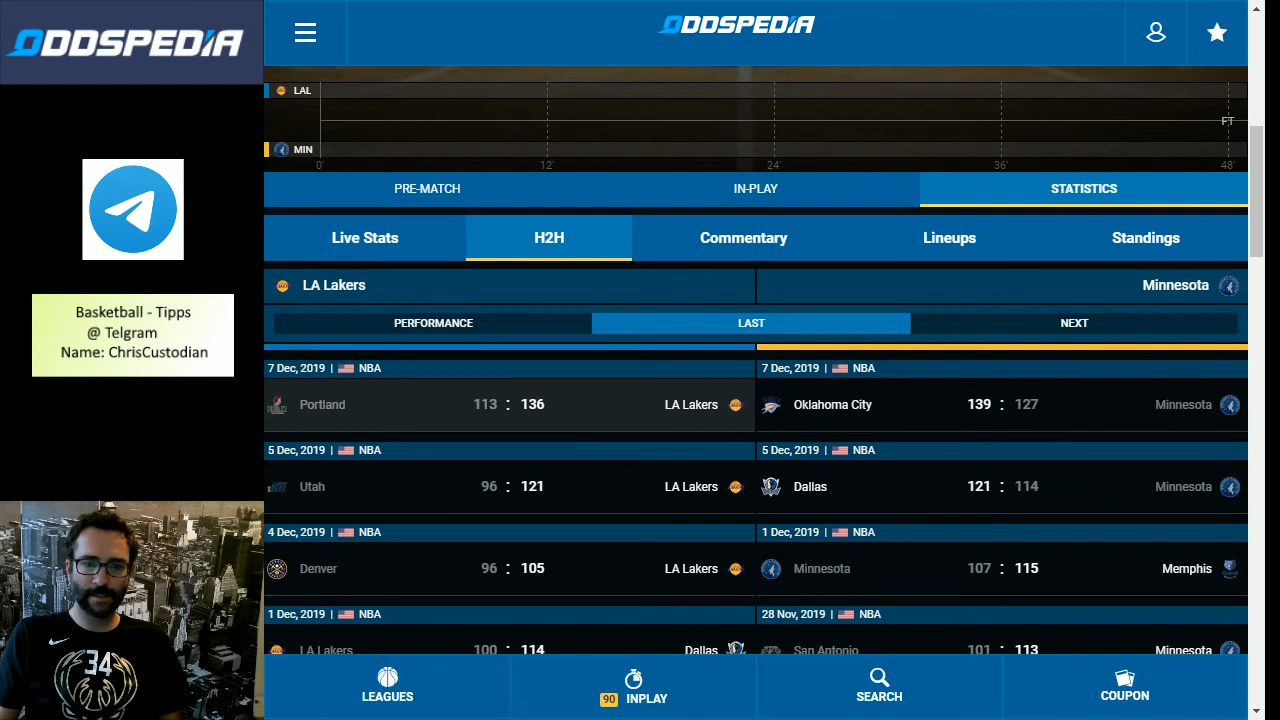 ODDSPEDIA
ODDSPEDIA
LAL
MIN
FT
0' 12' 24' 36' 48'
PRE-MATCH IN-PLAY STATISTICS
Live Stats H2H Commentary Lineups Standings
LA Lakers Minnesota
PERFORMANCE LAST NEXT
7 Dec, 2019 | NBA 7 Dec, 2019 | NBA
Portland 113 : 136 LA Lakers Oklahoma City 139 : 127 Minnesota
5 Dec, 2019 | NBA 5 Dec, 2019 | NBA
Utah 96 : 121 LA Lakers Dallas 121 : 114 Minnesota
4 Dec, 2019 | NBA 1 Dec, 2019 | NBA
Denver 96 : 105 LA Lakers Minnesota 107 : 115 Memphis
1 Dec, 2019 | NBA 28 Nov, 2019 | NBA
LA Lakers 100 : 114 Dallas San Antonio 101 : 113 Minnesota
LEAGUES 90 INPLAY SEARCH COUPON
Basketball - Tipps
@ Telgram
Name: ChrisCustodian
34